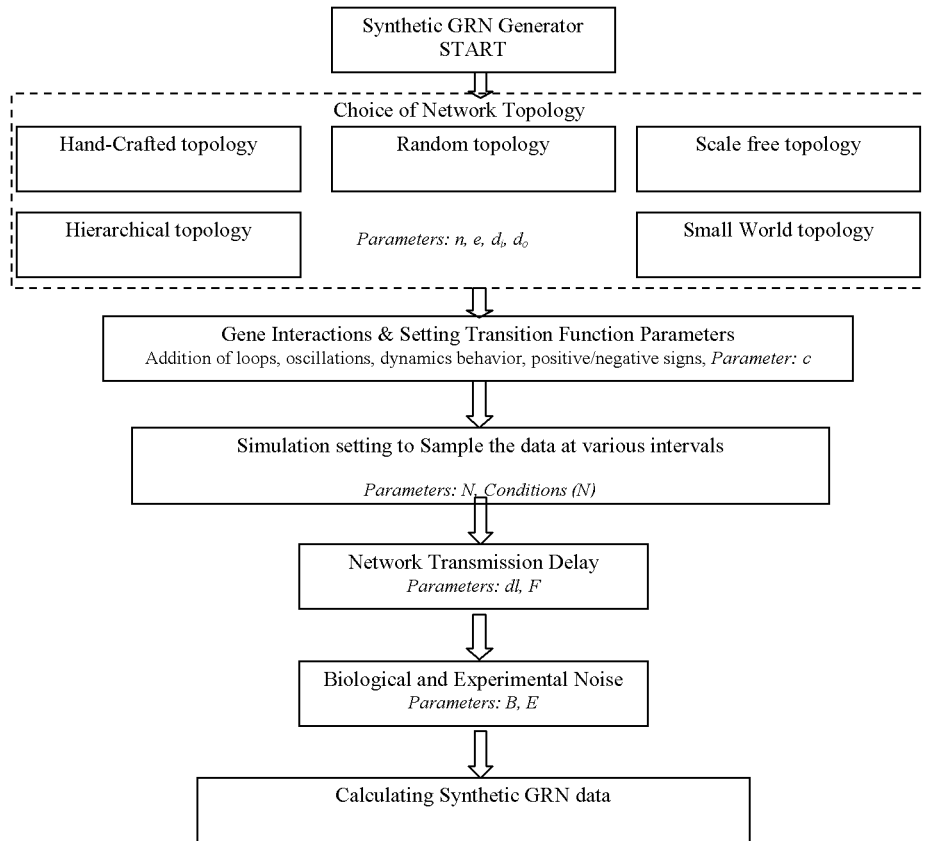 Synthetic GRN Generator
START
Choice of Network Topology
Hand-Crafted topology
Random topology
Scale free topology
Hierarchical topology
Parameters: n, e, di, do
Small World topology
Gene Interactions & Setting Transition Function Parameters
Addition of loops, oscillations, dynamics behavior, positive/negative signs, Parameter: c
Simulation setting to Sample the data at various intervals
Parameters: N, Conditions (N)
Network Transmission Delay
Parameters: dl, F
Biological and Experimental Noise
Parameters: B, E
Calculating Synthetic GRN data